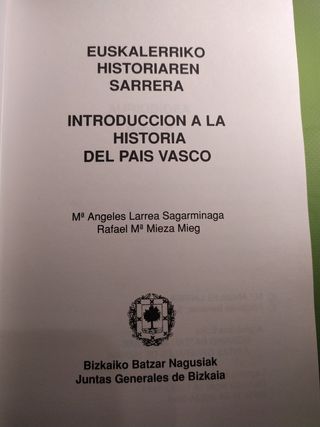 EUSKALERRIKO
HISTORIAREN
SARRERA
INTRODUCCION A LA
HISTORIA
DEL PAIS VASCO
Mª Angeles Larrea Sagarminaga
Rafael Mª Mieza Mieg
Bizkaiko Batzar Nagusiak
Juntas Generales de Bizkaia